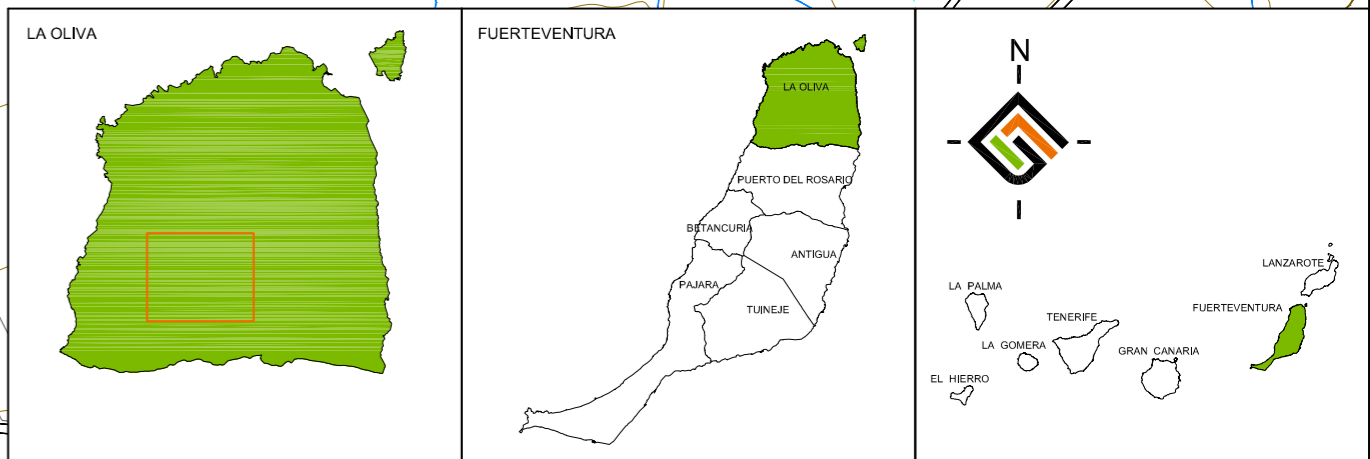 LA OLIVA
FUERTEVENTURA
LA OLIVA
PUERTO DEL ROSARIO
BETANCURIA
ANTIGUA
PAJARA
TUINEJE
N
LANZAROTE
LA PALMA
FUERTEVENTURA
TENERIFE
LA GOMERA
GRAN CANARIA
EL HIERRO